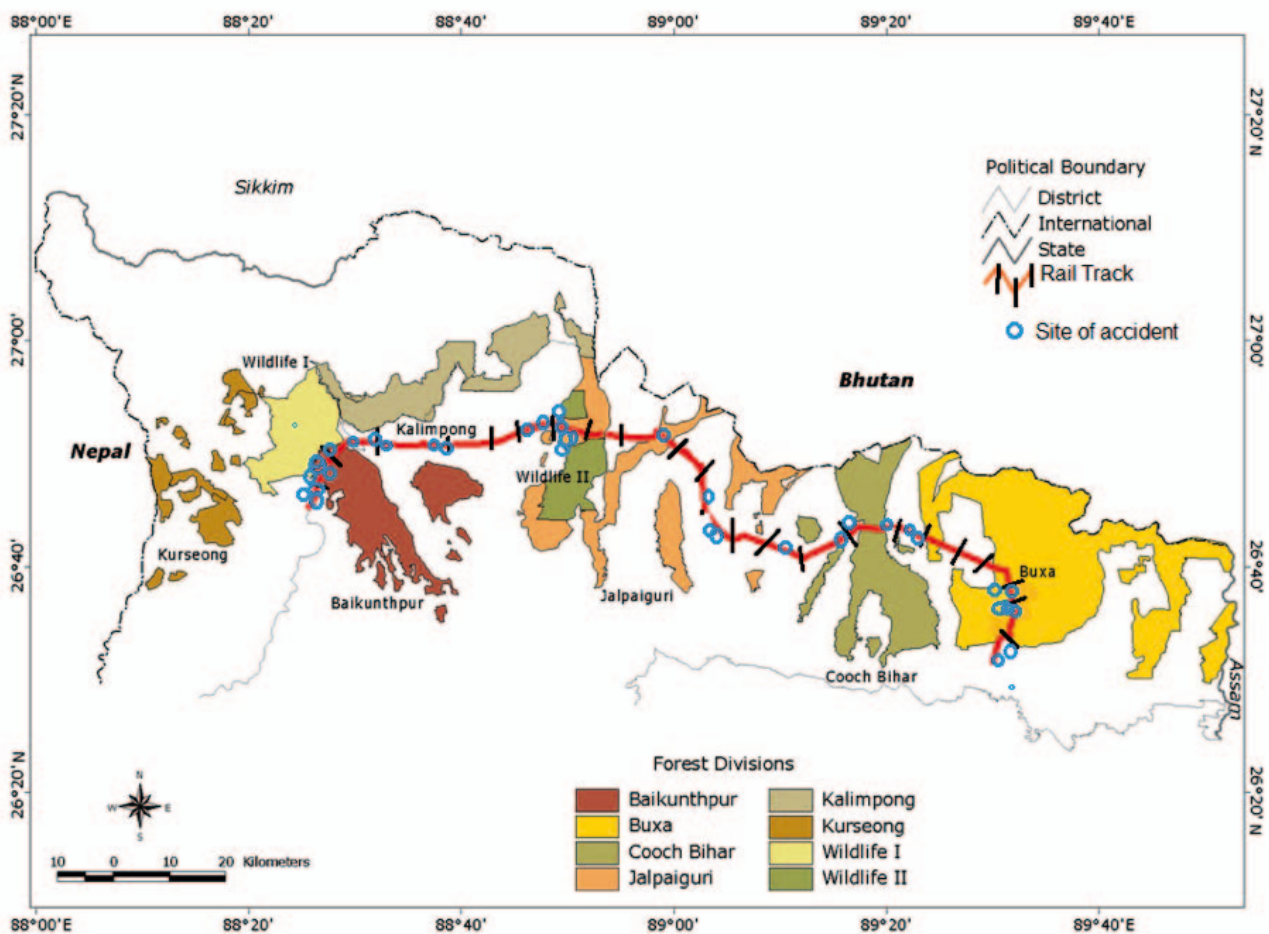 88°00'E 88°20' 88°40' 89°00' 89°20' 89°40'E
27°20'N
27°20'N
Sikkim
Political Boundary
District
International
State
Rail Track
Site of accident
27°00'
27°00'
Wildlife I
Bhutan
Kalimpong
Nepal
Wildlife II
Kurseong
26°40'
26°40'
Buxa
Baikunthpur
Jalpaiguri
Cooch Bihar
Assam
26°20'N
26°20'N
Forest Divisions
Baikunthpur
Kalimpong
Buxa
Kurseong
Cooch Bihar
Wildlife I
Jalpaiguri
Wildlife II
N
W E
S
10 0 10 20 Kilometers
88°00'E 88°20' 88°40' 89°00' 89°20' 89°40'E